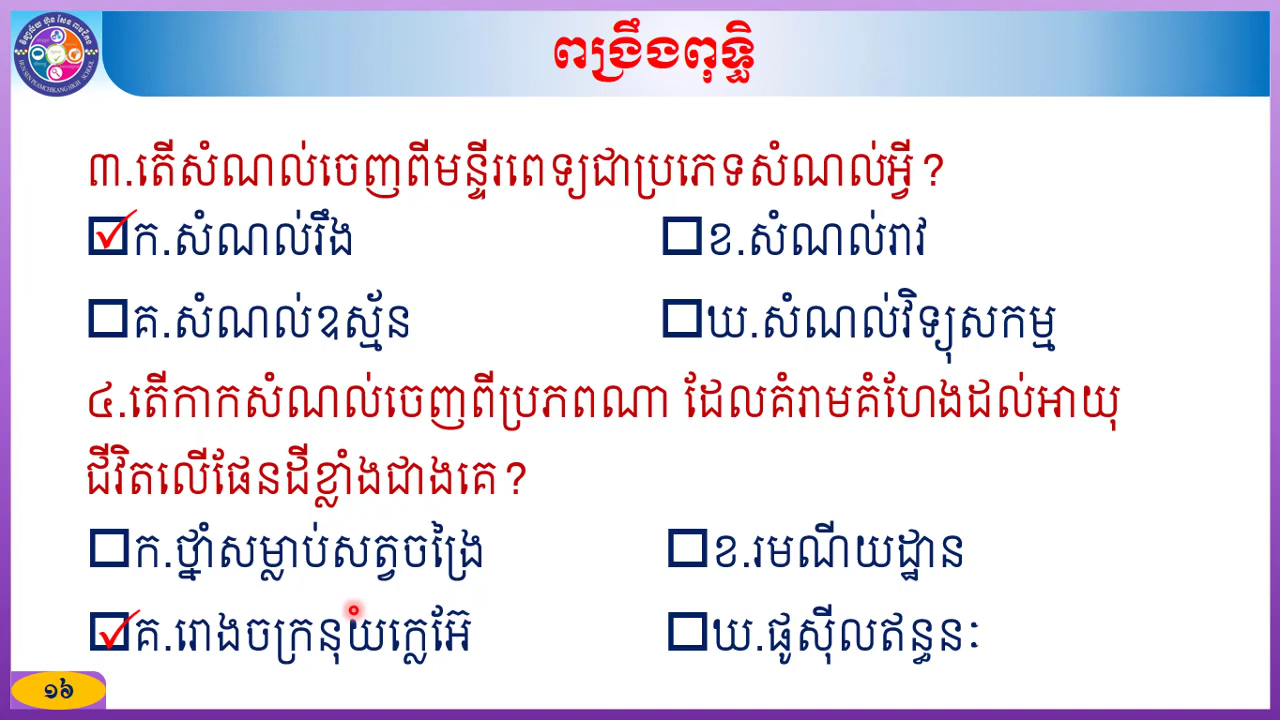 ពង្រឹងពុទ្ធិ
៣.តើសំណល់ចេញពីមន្ទីរពេទ្យជាប្រភេទសំណល់អ្វី?
ក.សំណល់រឹង
ខ.សំណល់រាវ
គ.សំណល់ឧស្ម័ន
ឃ.សំណល់វិទ្យុសកម្ម
៤.តើកាកសំណល់ចេញពីប្រភពណា ដែលគំរាមគំហែងដល់អាយុ
ជីវិតលើផែនដីខ្លាំងជាងគេ?
ក.ថ្នាំសម្លាប់សត្វចង្រៃ
ខ.រមណីយដ្ឋាន
គ.រោងចក្រនុយំក្លេអ៊ែ
ឃ.ផូស៊ីលឥន្ធនៈ
១៦